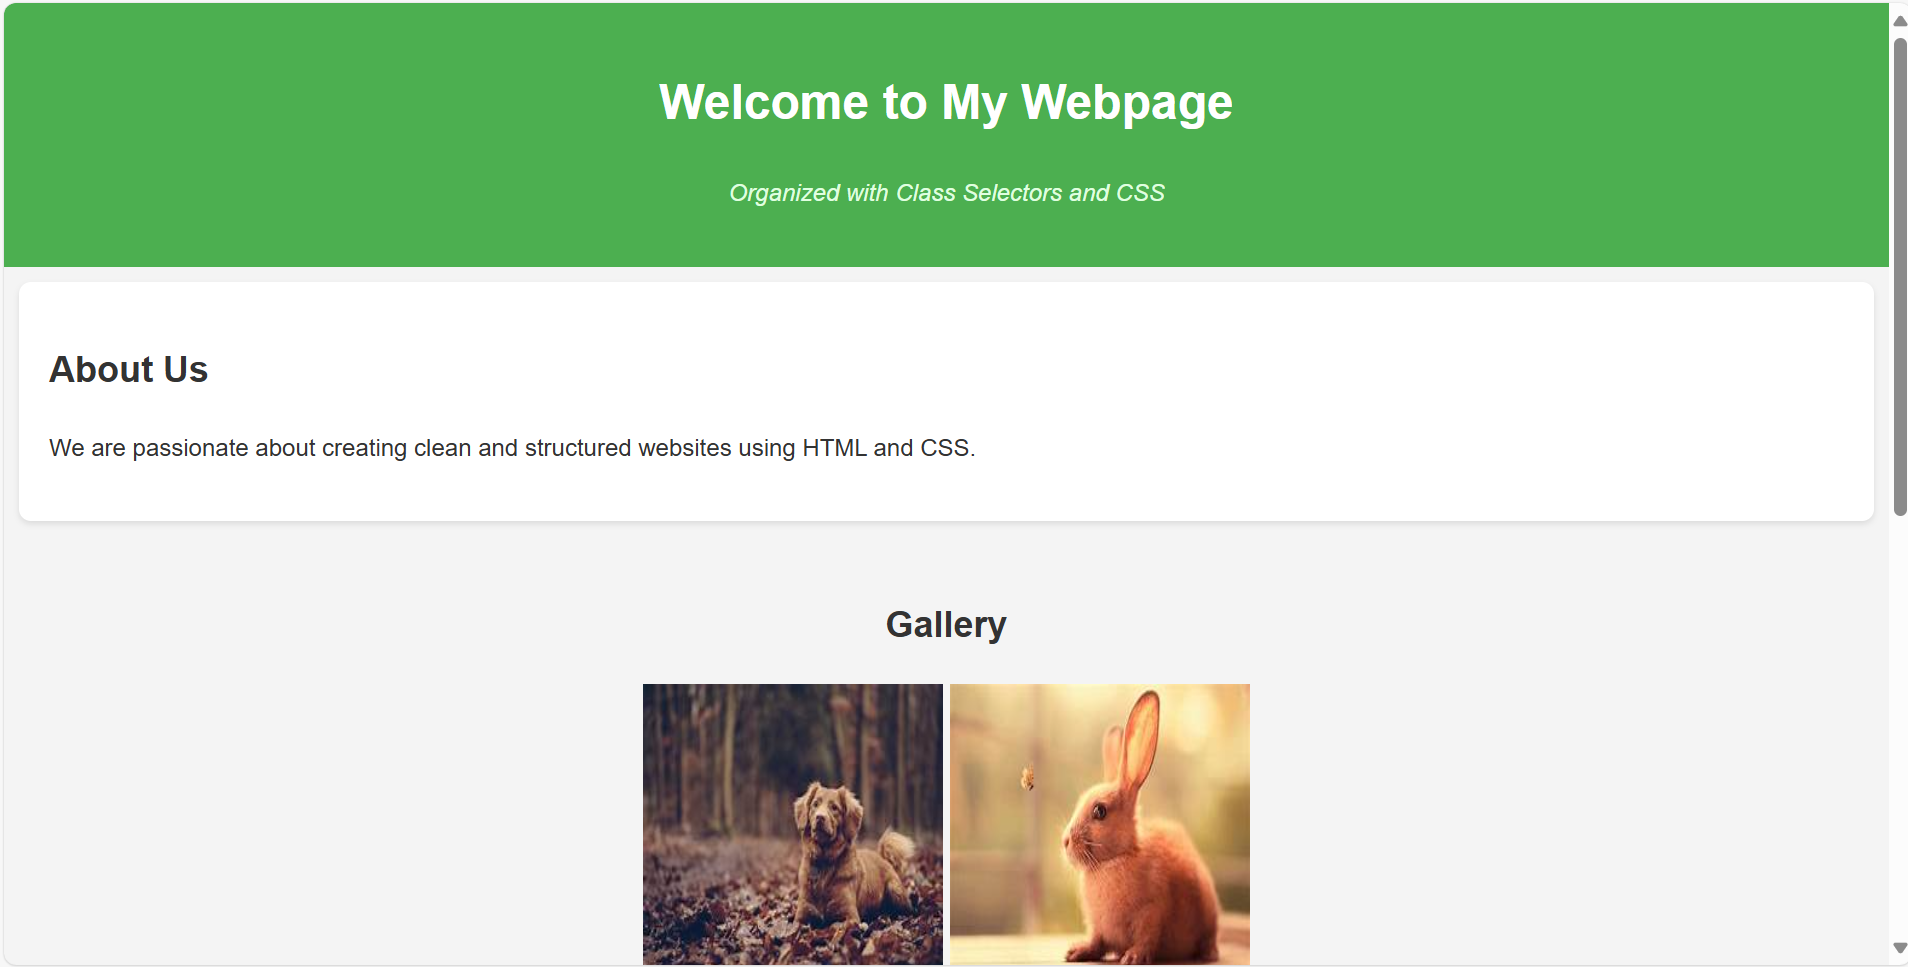 Welcome to My Webpage
Organized with Class Selectors and CSS
About Us
We are passionate about creating clean and structured websites using HTML and CSS.
Gallery